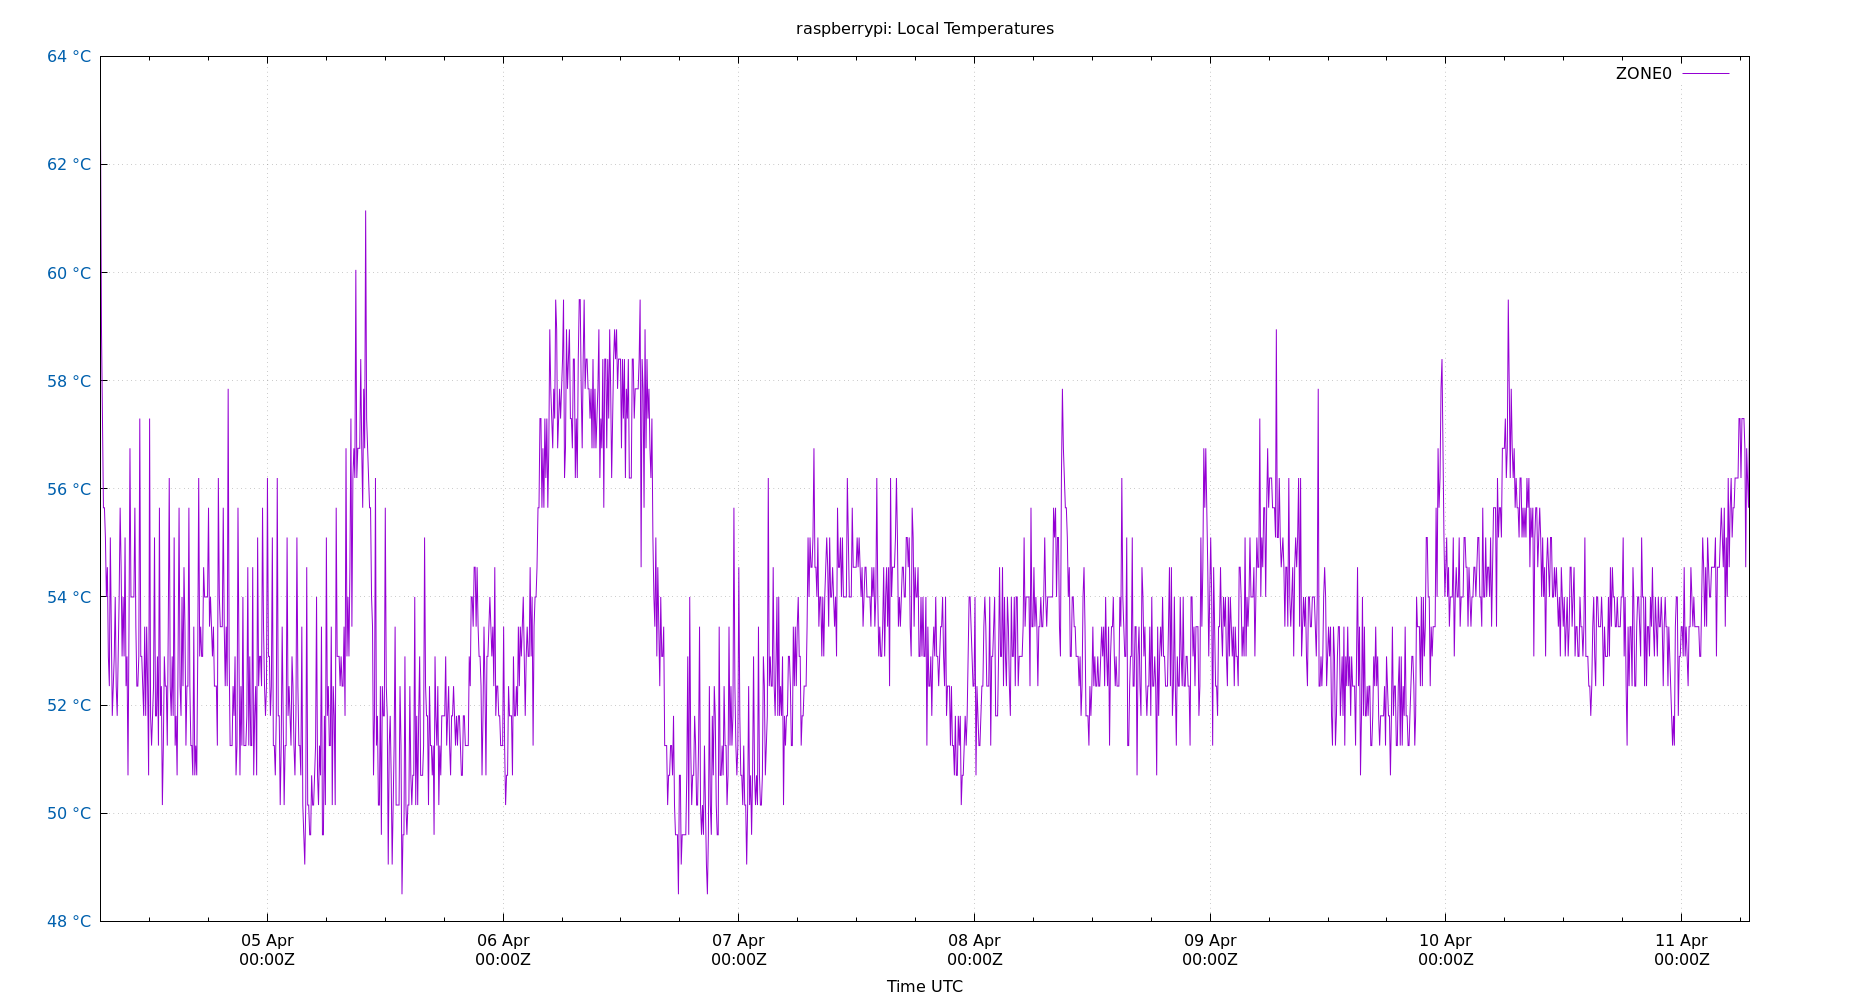 raspberrypi: Local Temperatures
64 °C
ZONE0
62 °C
60 °C
58 °C
56 °C
54 °C
52 °C
50 °C
48 °C
05 Apr 06 Apr 07 Apr 08 Apr 09 Apr 10 Apr 11 Apr
00:00Z 00:00Z 00:00Z 00:00Z 00:00Z 00:00Z 00:00Z
Time UTC